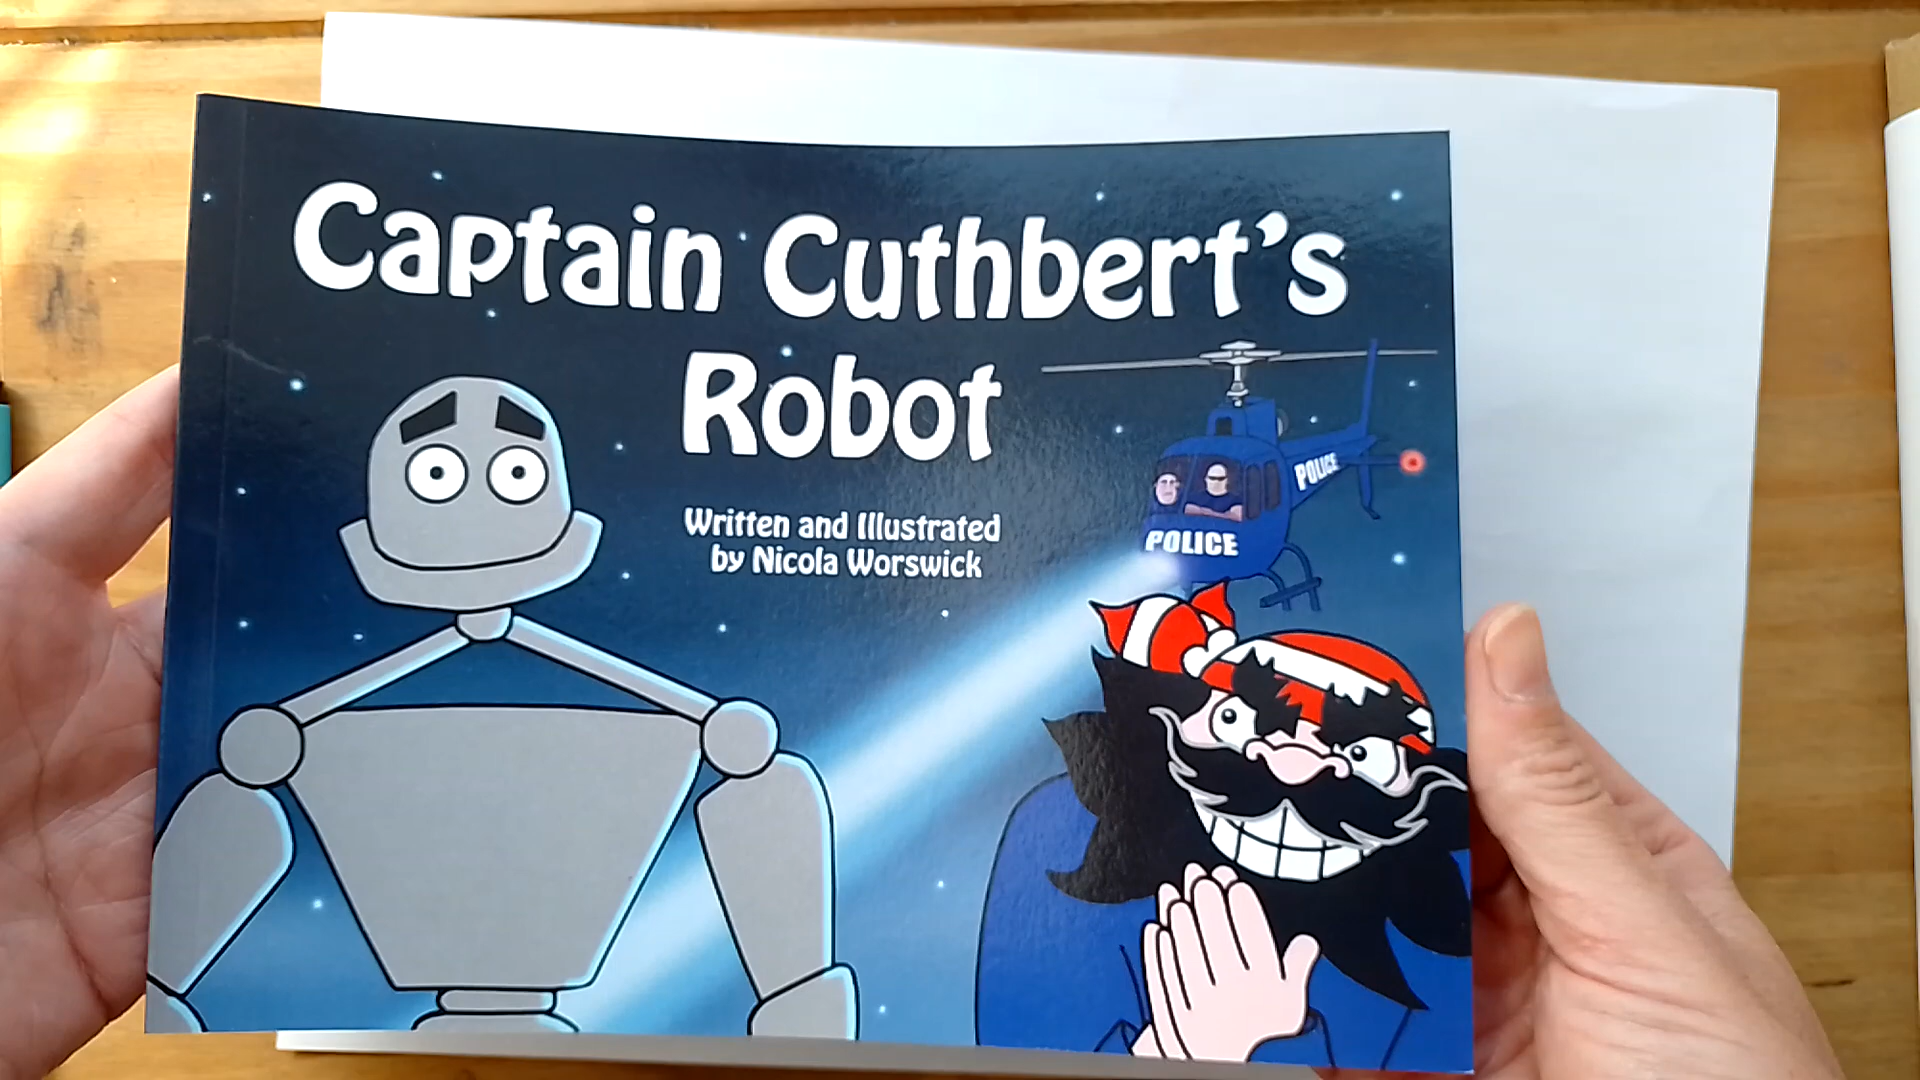 Captain Cuthbert's
Robot
Written and Illustrated
by Nicola Worswick
POLICE
POLICE